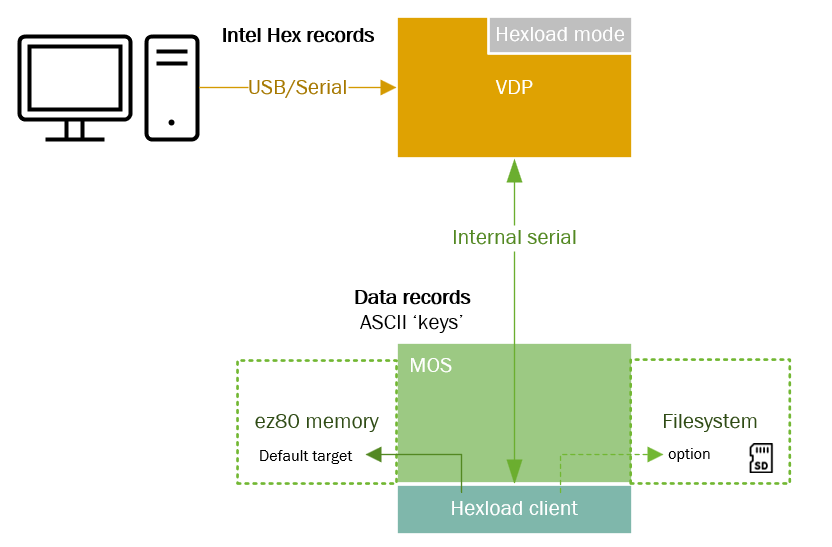 Intel Hex records
Hexload mode
USB/Serial
VDP
Internal serial
Data records
ASCII ‘keys’
MOS
ez80 memory
Filesystem
Default target
option
SD
Hexload client